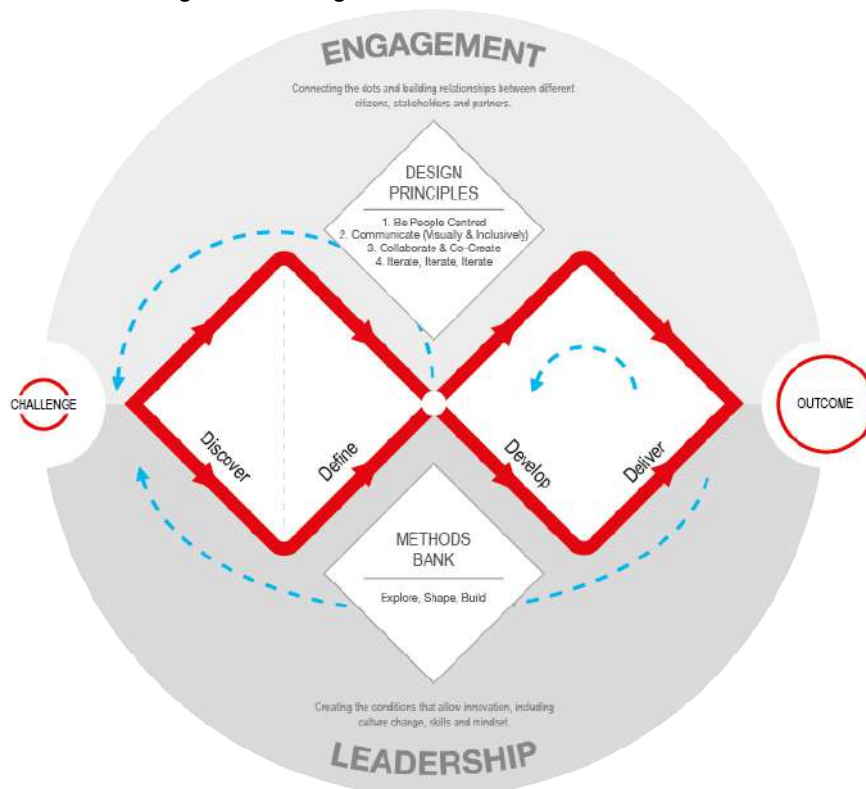 ENGAGEMENT
Connecting the dots and building relationships between different
citizens, stakeholders and partners.
DESIGN
PRINCIPLES
1. Be People Centred
2. Communicate (Visually & Inclusively)
3. Collaborate & Co-Create
4. Iterate, Iterate, Iterate
CHALLENGE
OUTCOME
Discover
Define
Develop
Deliver
METHODS
BANK
Explore, Shape, Build
Creating the conditions that allow innovation, including
culture change, skills and mindset.
LEADERSHIP